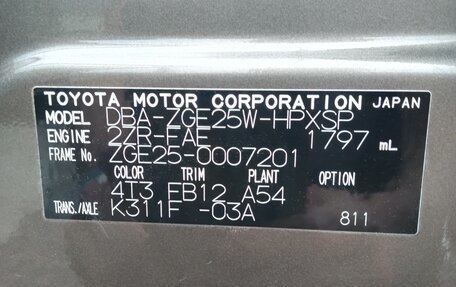 TOYOTA MOTOR CORPORATION JAPAN
MODEL DBA-ZGE25W-HPXSP
ENGINE 2ZR-FAE 1797 mL
FRAME No. ZGE25-0007201
COLOR TRIM PLANT OPTION
4T3 FB12 A54
TRANS./AXLE K311F -03A 811